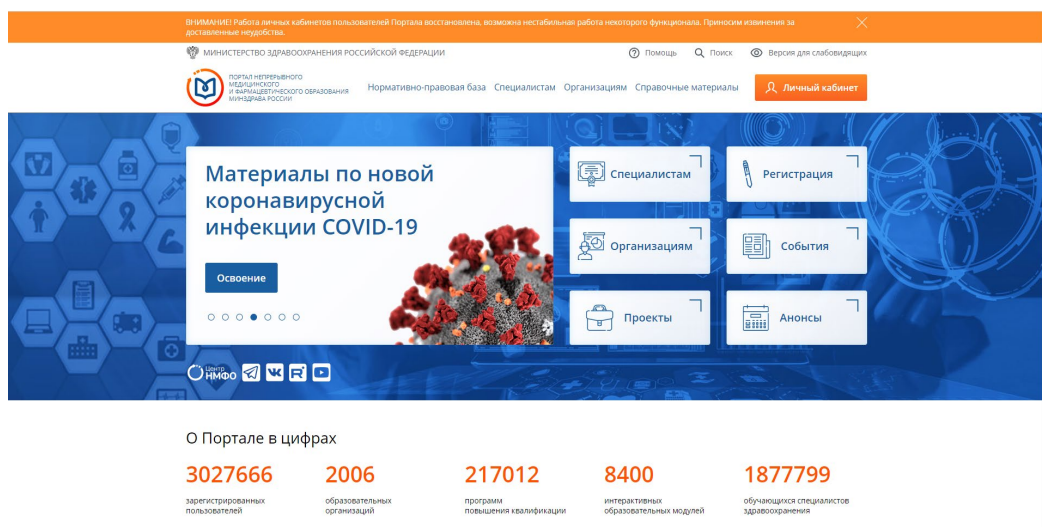 ВНИМАНИЕ! Работа личных кабинетов пользователей Портала восстановлена, возможна нестабильная работа некоторого функционала. Приносим извинения за
доставленные неудобства.
МИНИСТЕРСТВО ЗДРАВООХРАНЕНИЯ РОССИЙСКОЙ ФЕДЕРАЦИИ
Помощь
Поиск
Версия для слабовидящих
ПОРТАЛ НЕПРЕРЫВНОГО
МЕДИЦИНСКОГО
И ФАРМАЦЕВТИЧЕСКОГО ОБРАЗОВАНИЯ
МИНЗДРАВА РОССИИ
Нормативно-правовая база
Специалистам
Организациям
Справочные материалы
Личный кабинет
Материалы по новой
коронавирусной
инфекции COVID-19
Освоение
Специалистам
Регистрация
Организациям
События
Проекты
Анонсы
Центр
НМФО
О Портале в цифрах
3027666
2006
217012
8400
1877799
зарегистрированных
пользователей
образовательных
организаций
программ
повышения квалификации
интерактивных
образовательных модулей
обучающихся специалистов
здравоохранения